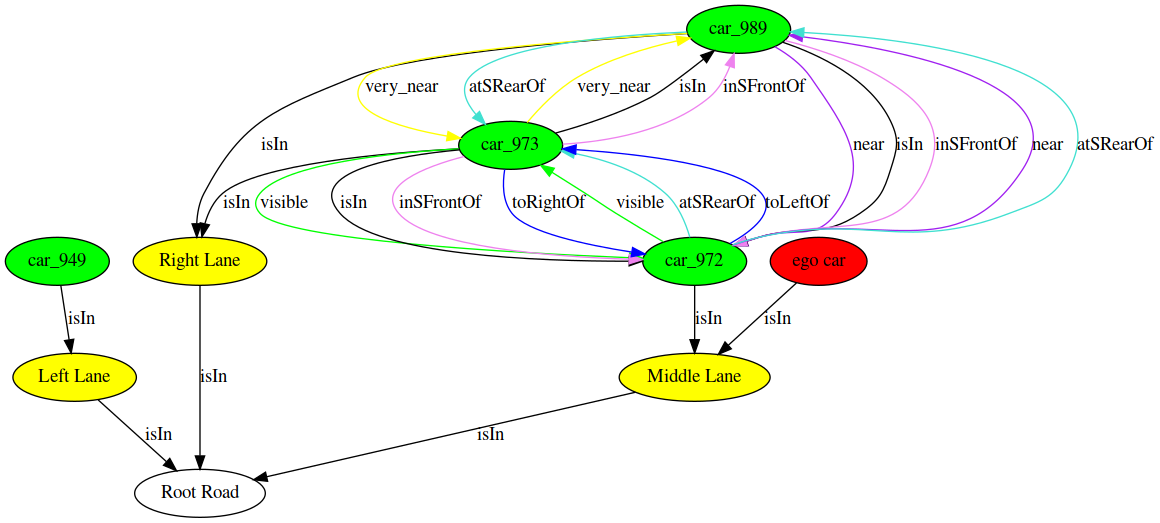 car_989
very_near
atSRearOf
very_near
isIn
inSFrontOf
isIn
car_973
near
isIn
inSFrontOf
near
atSRearOf
isIn
visible
isIn
inSFrontOf
toRightOf
visible
atSRearOf
toLeftOf
car_949
Right Lane
car_972
ego car
isIn
isIn
isIn
Left Lane
isIn
Middle Lane
isIn
isIn
Root Road